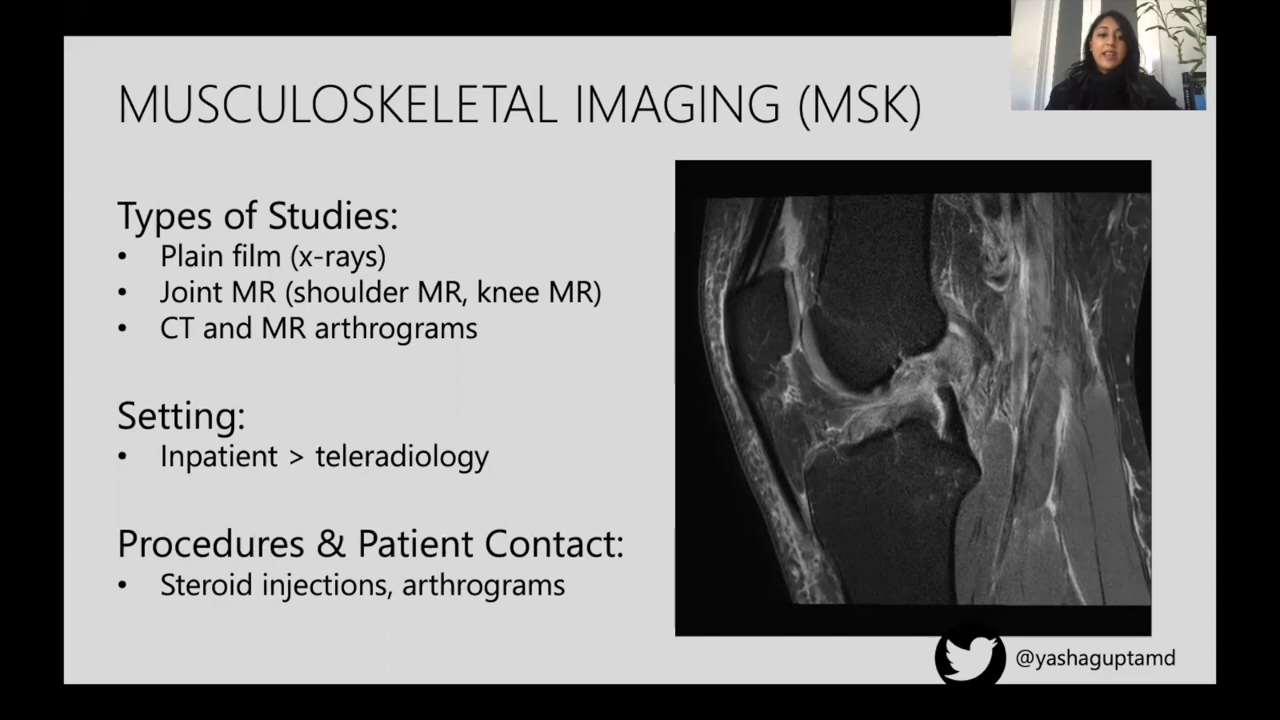 MUSCULOSKELETAL IMAGING (MSK)
Types of Studies:
• Plain film (x-rays)
• Joint MR (shoulder MR, knee MR)
• CT and MR arthrograms
Setting:
• Inpatient > teleradiology
Procedures & Patient Contact:
• Steroid injections, arthrograms
@yashaguptamd